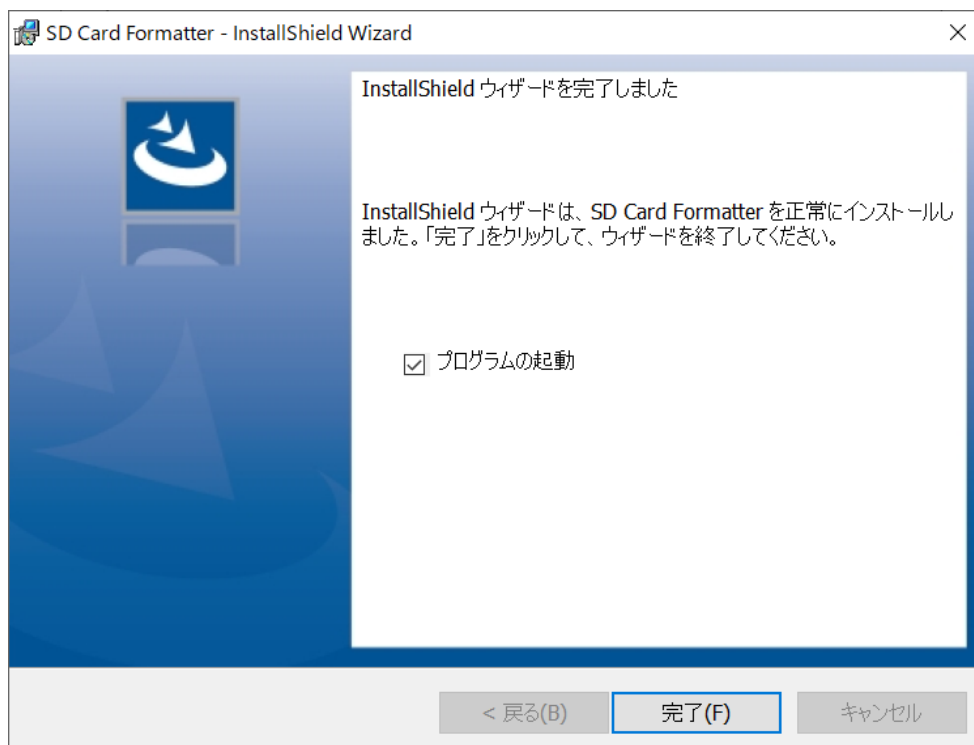 SD Card Formatter - InstallShield Wizard
InstallShield ウィザードを完了しました
InstallShield ウィザードは、SD Card Formatter を正常にインストールし
ました。「完了」をクリックして、ウィザードを終了してください。
プログラムの起動
< 戻る(B)
完了(F)
キャンセル